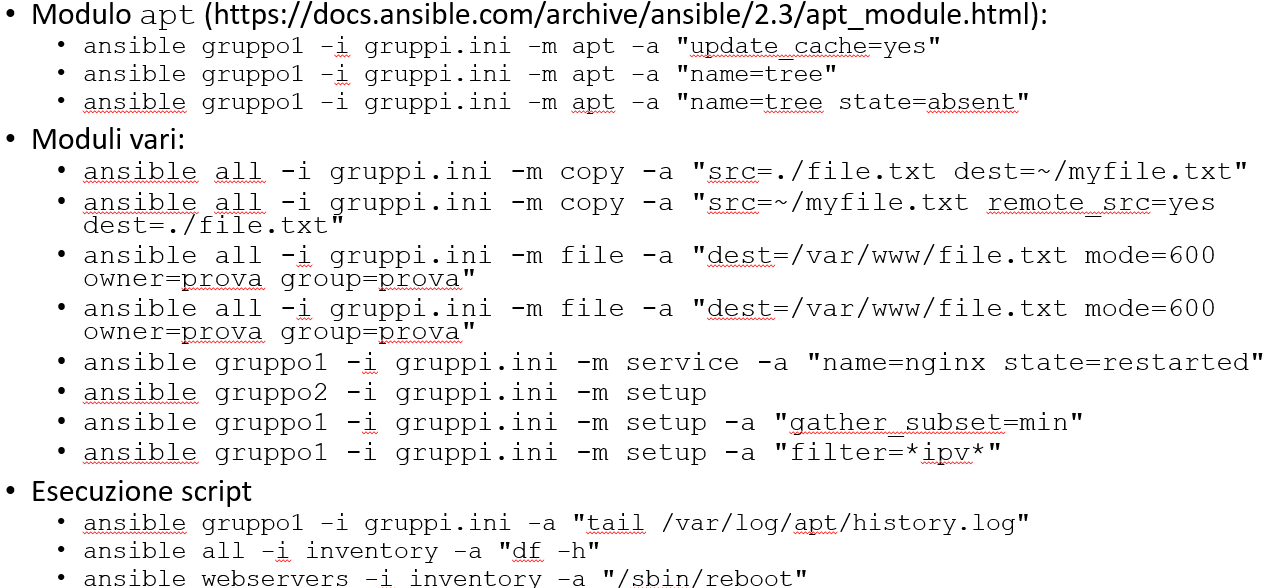 • Modulo apt (https://docs.ansible.com/archive/ansible/2.3/apt_module.html):
• ansible gruppo1 -i gruppi.ini -m apt -a "update_cache=yes"
• ansible gruppo1 -i gruppi.ini -m apt -a "name=tree"
• ansible gruppo1 -i gruppi.ini -m apt -a "name=tree state=absent"
• Moduli vari:
• ansible all -i gruppi.ini -m copy -a "src=./file.txt dest=~/myfile.txt"
• ansible all -i gruppi.ini -m copy -a "src=~/myfile.txt remote_src=yes
dest=./file.txt"
• ansible all -i gruppi.ini -m file -a "dest=/var/www/file.txt mode=600
owner=prova group=prova"
• ansible all -i gruppi.ini -m file -a "dest=/var/www/file.txt mode=600
owner=prova group=prova"
• ansible gruppo1 -i gruppi.ini -m service -a "name=nginx state=restarted"
• ansible gruppo2 -i gruppi.ini -m setup
• ansible gruppo1 -i gruppi.ini -m setup -a "gather_subset=min"
• ansible gruppo1 -i gruppi.ini -m setup -a "filter=*ipv*"
• Esecuzione script
• ansible gruppo1 -i gruppi.ini -a "tail /var/log/apt/history.log"
• ansible all -i inventory -a "df -h"
• ansible webservers -i inventory -a "/sbin/reboot"